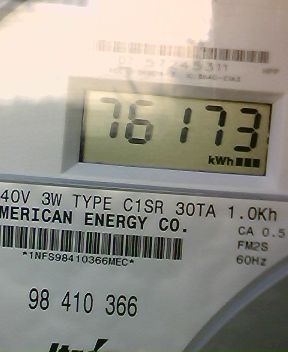 57245311
76173
kWh
40V 3W TYPE C1SR 30TA 1.0Kh
MERICAN ENERGY CO.
CA 0.5
FM2S
*1NFS98410366MEC*
60Hz
98 410 366